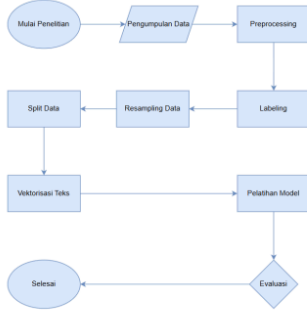 Mulai Penelitian
Pengumpulan Data
Preprocessing
Labeling
Resampling Data
Split Data
Vektorisasi Teks
Pelatihan Model
Evaluasi
Selesai